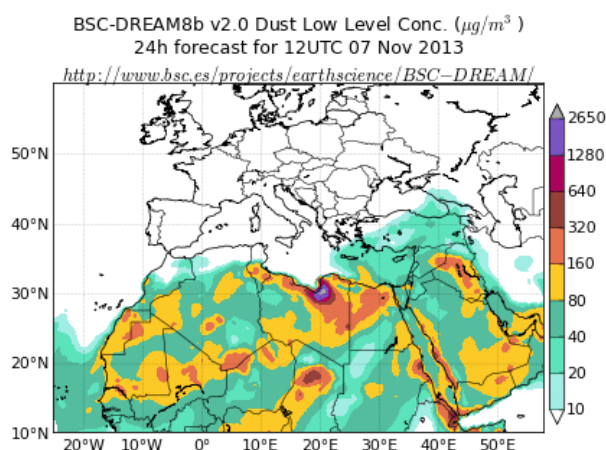 BSC-DREAM8b v2.0 Dust Low Level Conc. (μg/m³ )
24h forecast for 12UTC 07 Nov 2013
http://www.bsc.es/projects/earthscience/BSC−DREAM/
2650
1280
640
320
160
80
40
20
10
50°N
40°N
30°N
20°N
10°N
20°W 10°W 0° 10°E 20°E 30°E 40°E 50°E